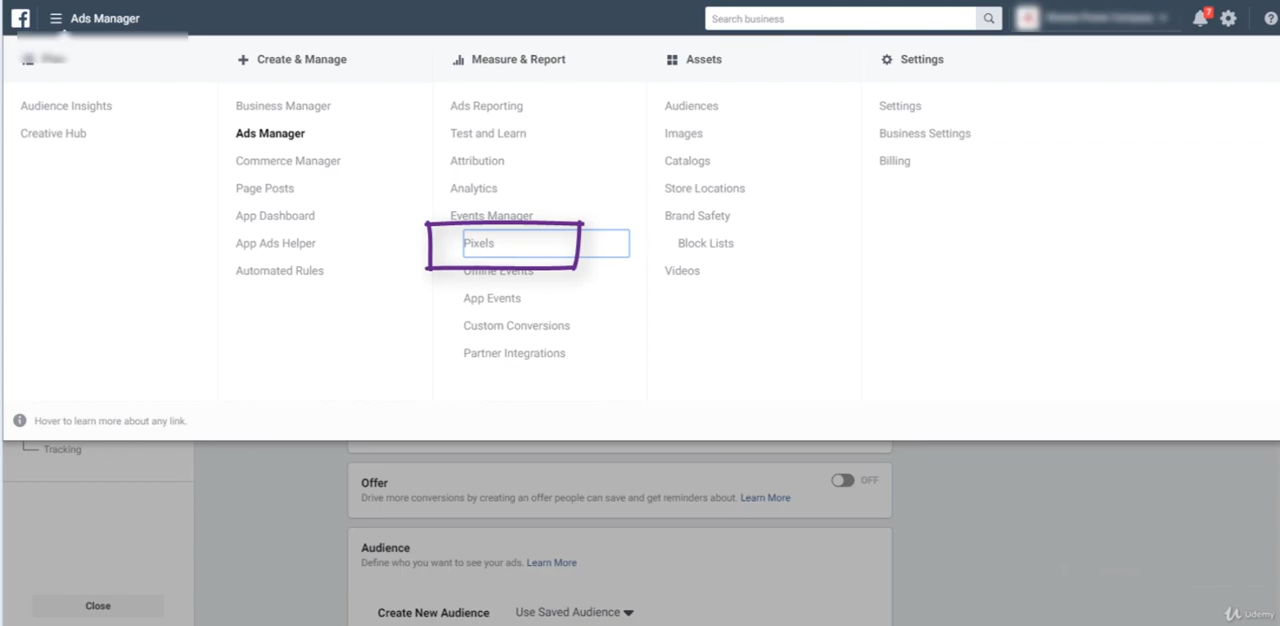 Ads Manager
Search business
7
Create & Manage
Measure & Report
Assets
Settings
Audience Insights
Creative Hub
Business Manager
Ads Manager
Commerce Manager
Page Posts
App Dashboard
App Ads Helper
Automated Rules
Ads Reporting
Test and Learn
Attribution
Analytics
Events Manager
Pixels
Offline Events
App Events
Custom Conversions
Partner Integrations
Audiences
Images
Catalogs
Store Locations
Brand Safety
Block Lists
Videos
Settings
Business Settings
Billing
Hover to learn more about any link.
Tracking
Close
Offer
OFF
Drive more conversions by creating an offer people can save and get reminders about. Learn More
Audience
Define who you want to see your ads. Learn More
Create New Audience
Use Saved Audience
Udemy